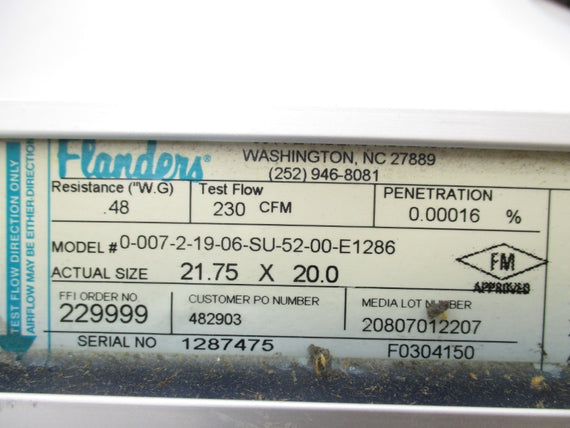 Flanders®
WASHINGTON, NC 27889
(252) 946-8081
Resistance ("W.G) Test Flow PENETRATION
.48 230 CFM 0.00016 %
MODEL # 0-007-2-19-06-SU-52-00-E1286
ACTUAL SIZE 21.75 X 20.0
FM
APPROVED
FFI ORDER NO CUSTOMER PO NUMBER MEDIA LOT NUMBER
229999 482903 20807012207
SERIAL NO 1287475 F0304150
TEST FLOW DIRECTION ONLY
AIRFLOW MAY BE EITHER DIRECTION